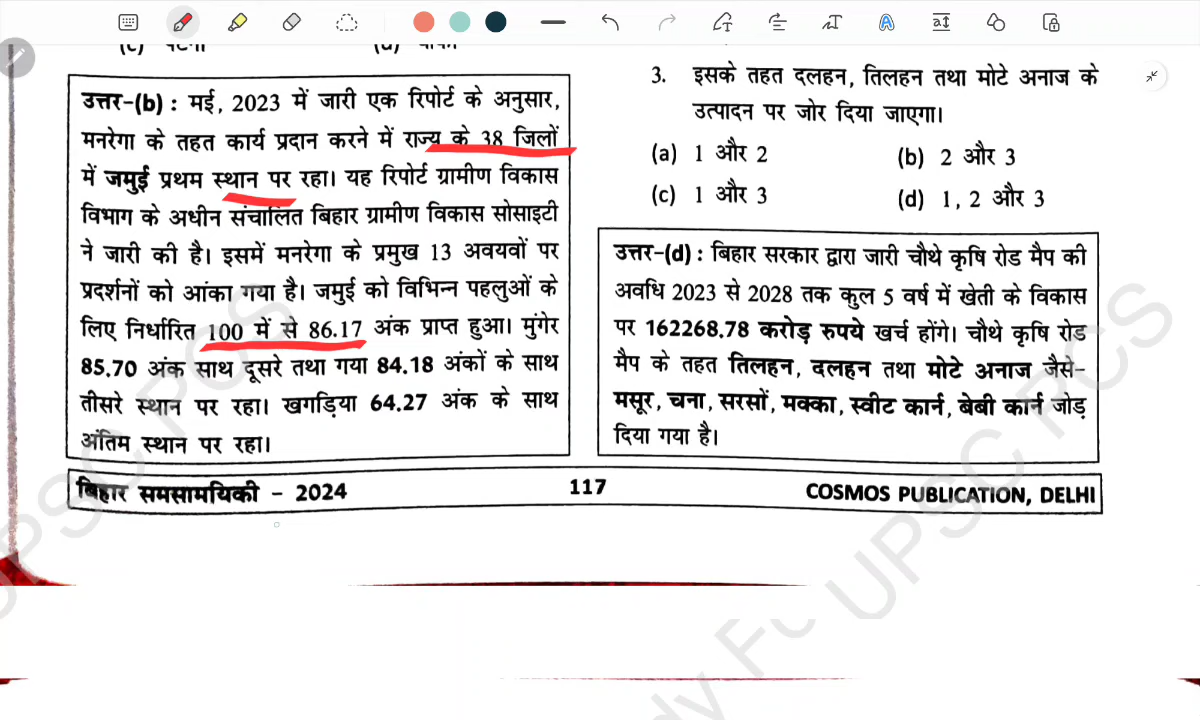 उत्तर-(b) : मई, 2023 में जारी एक रिपोर्ट के अनुसार,
मनरेगा के तहत कार्य प्रदान करने में राज्य के 38 जिलों
में जमुई प्रथम स्थान पर रहा। यह रिपोर्ट ग्रामीण विकास
विभाग के अधीन संचालित बिहार ग्रामीण विकास सोसाइटी
ने जारी की है। इसमें मनरेगा के प्रमुख 13 अवयवों पर
प्रदर्शनों को आंका गया है। जमुई को विभिन्न पहलुओं के
लिए निर्धारित 100 में से 86.17 अंक प्राप्त हुआ। मुंगेर
85.70 अंक साथ दूसरे तथा गया 84.18 अंकों के साथ
तीसरे स्थान पर रहा। खगड़िया 64.27 अंक के साथ
अंतिम स्थान पर रहा।
3. इसके तहत दलहन, तिलहन तथा मोटे अनाज के
उत्पादन पर जोर दिया जाएगा।
(a) 1 और 2 (b) 2 और 3
(c) 1 और 3 (d) 1, 2 और 3
उत्तर-(d) : बिहार सरकार द्वारा जारी चौथे कृषि रोड मैप की
अवधि 2023 से 2028 तक कुल 5 वर्ष में खेती के विकास
पर 162268.78 करोड़ रुपये खर्च होंगे। चौथे कृषि रोड
मैप के तहत तिलहन, दलहन तथा मोटे अनाज जैसे-
मसूर, चना, सरसों, मक्का, स्वीट कार्न, बेबी कार्न जोड़
दिया गया है।
बिहार समसामयिकी - 2024 117 COSMOS PUBLICATION, DELHI
UPSC PCS
UPSC PCS